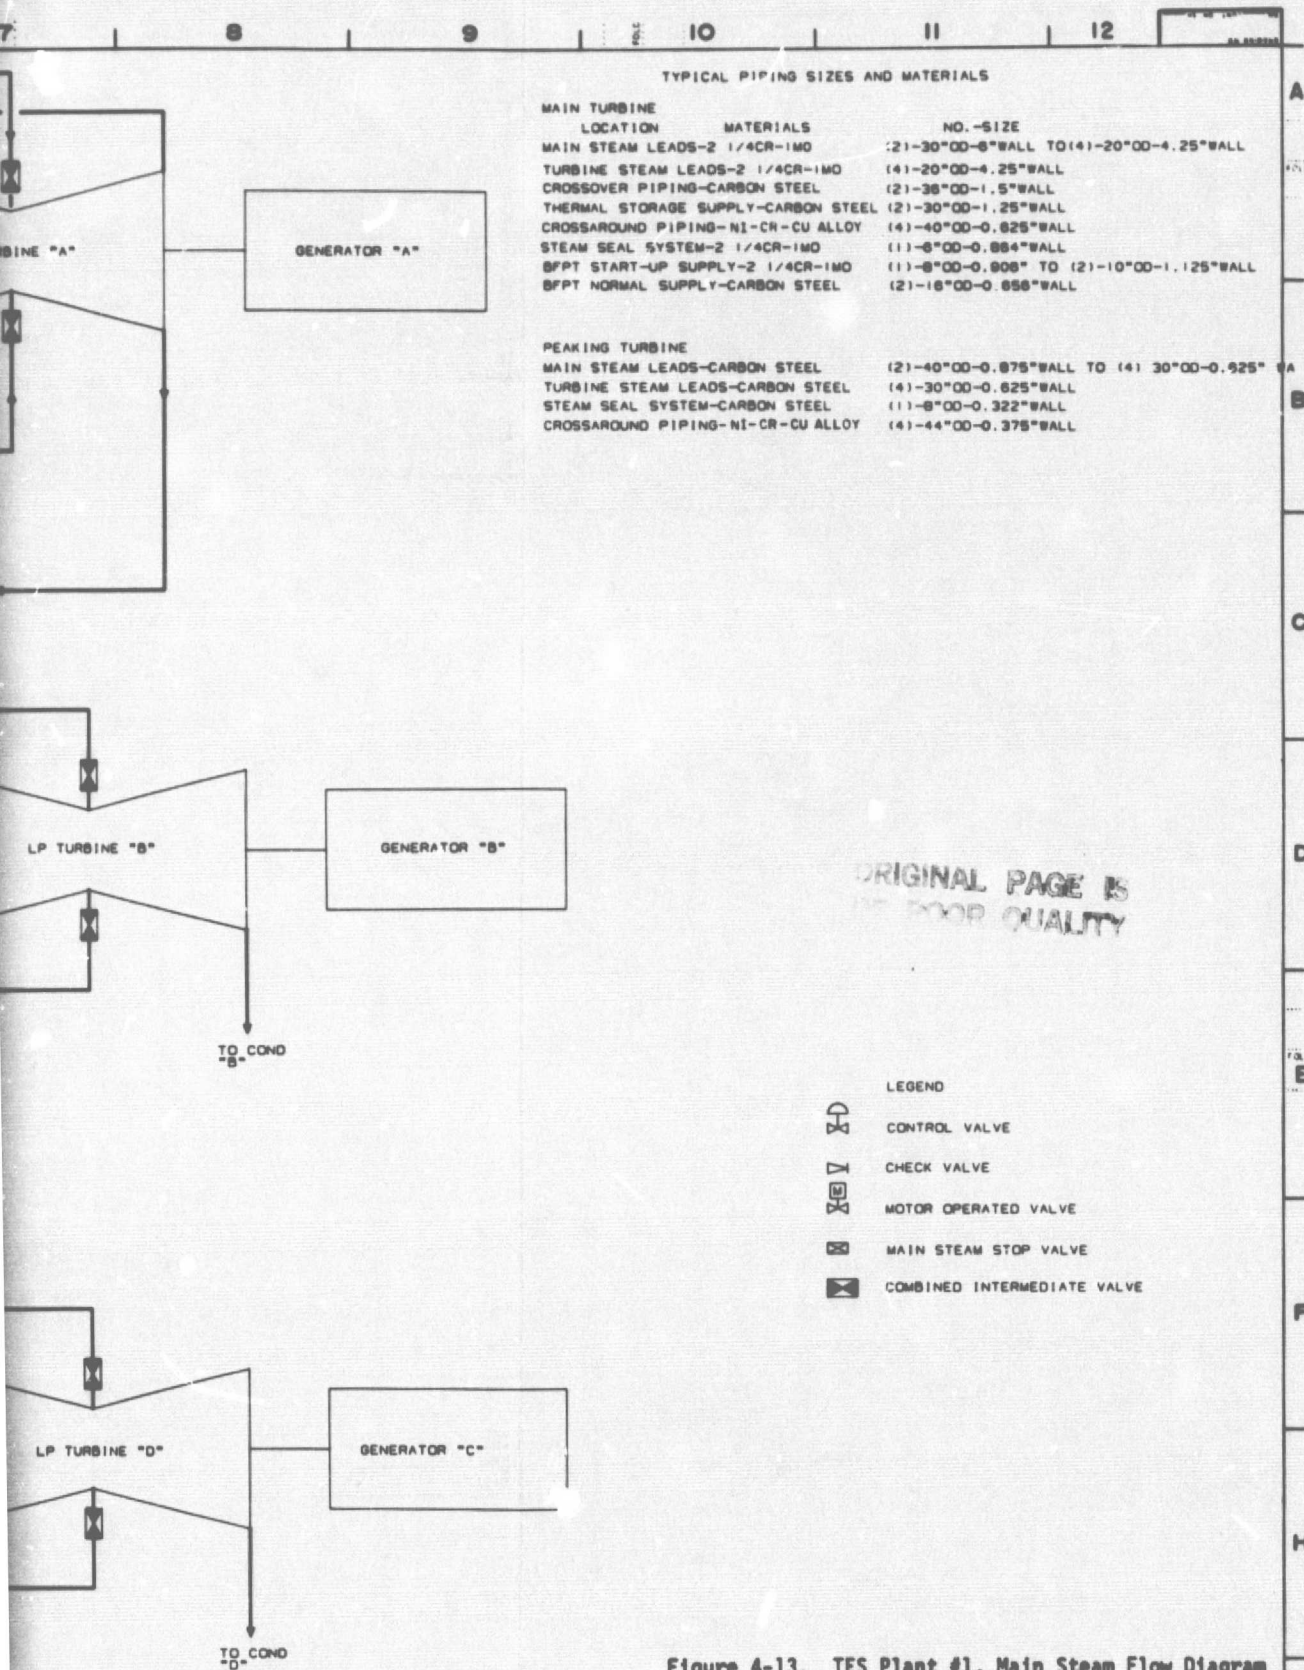 7 8 9 10 11 12
TYPICAL PIPING SIZES AND MATERIALS
MAIN TURBINE
LOCATION MATERIALS NO.-SIZE
MAIN STEAM LEADS-2 1/4CR-1MO (2)-30"OD-6"WALL TO(4)-20"OD-4.25"WALL
TURBINE STEAM LEADS-2 1/4CR-1MO (4)-20"OD-4.25"WALL
CROSSOVER PIPING-CARBON STEEL (2)-36"OD-1.5"WALL
THERMAL STORAGE SUPPLY-CARBON STEEL (2)-30"OD-1.25"WALL
CROSSAROUND PIPING-NI-CR-CU ALLOY (4)-40"OD-0.625"WALL
STEAM SEAL SYSTEM-2 1/4CR-1MO (1)-6"OD-0.864"WALL
BFPT START-UP SUPPLY-2 1/4CR-1MO (1)-8"OD-0.906" TO (2)-10"OD-1.125"WALL
BFPT NORMAL SUPPLY-CARBON STEEL (2)-16"OD-0.656"WALL
PEAKING TURBINE
MAIN STEAM LEADS-CARBON STEEL (2)-40"OD-0.875"WALL TO (4) 30"OD-0.625" WA
TURBINE STEAM LEADS-CARBON STEEL (4)-30"OD-0.625"WALL
STEAM SEAL SYSTEM-CARBON STEEL (1)-8"OD-0.322"WALL
CROSSAROUND PIPING-NI-CR-CU ALLOY (4)-44"OD-0.375"WALL
A
B
C
D
E
F
H
BINE "A"
GENERATOR "A"
LP TURBINE "B"
GENERATOR "B"
TO COND
"B"
ORIGINAL PAGE IS
OF POOR QUALITY
LEGEND
CONTROL VALVE
CHECK VALVE
M
MOTOR OPERATED VALVE
MAIN STEAM STOP VALVE
COMBINED INTERMEDIATE VALVE
LP TURBINE "D"
GENERATOR "C"
TO COND
"D"
Figure 4-13. TES Plant #1, Main Steam Flow Diagram